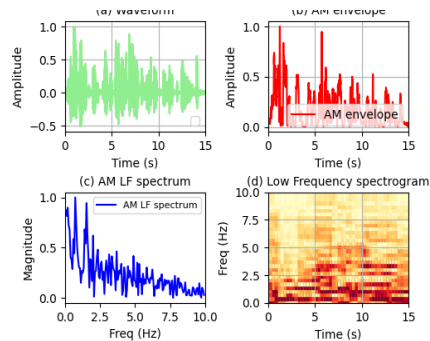 (a) Waveform
(b) AM envelope
1.0
0.5
0.0
−0.5
Amplitude
0
5
10
15
Time (s)
1.0
0.5
0.0
Amplitude
AM envelope
0
5
10
15
Time (s)
(c) AM LF spectrum
(d) Low Frequency spectrogram
1.0
0.5
0.0
Magnitude
AM LF spectrum
0.0
2.5
5.0
7.5
10.0
Freq (Hz)
10.0
7.5
5.0
2.5
0.0
Freq (Hz)
0
5
10
15
Time (s)